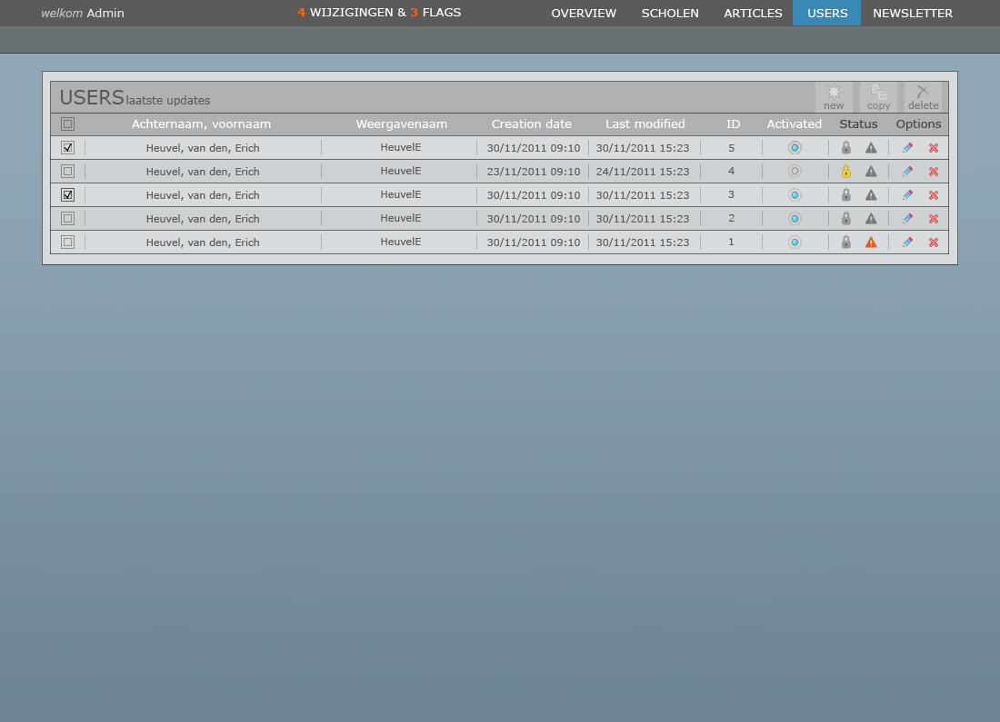 welkom Admin 4 WIJZIGINGEN & 3 FLAGS OVERVIEW SCHOLEN ARTICLES USERS NEWSLETTER
USERS laatste updates new copy delete
Achternaam, voornaam Weergavenaam Creation date Last modified ID Activated Status Options
Heuvel, van den, Erich HeuvelE 30/11/2011 09:10 30/11/2011 15:23 5
Heuvel, van den, Erich HeuvelE 23/11/2011 09:10 24/11/2011 15:23 4
Heuvel, van den, Erich HeuvelE 30/11/2011 09:10 30/11/2011 15:23 3
Heuvel, van den, Erich HeuvelE 30/11/2011 09:10 30/11/2011 15:23 2
Heuvel, van den, Erich HeuvelE 30/11/2011 09:10 30/11/2011 15:23 1